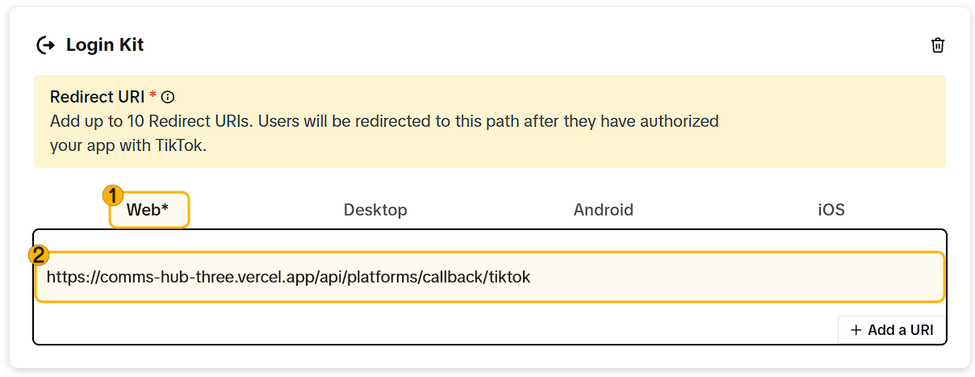 Login Kit
Redirect URI *
Add up to 10 Redirect URIs. Users will be redirected to this path after they have authorized
your app with TikTok.
1
Web*
Desktop
Android
iOS
2
https://comms-hub-three.vercel.app/api/platforms/callback/tiktok
+ Add a URI